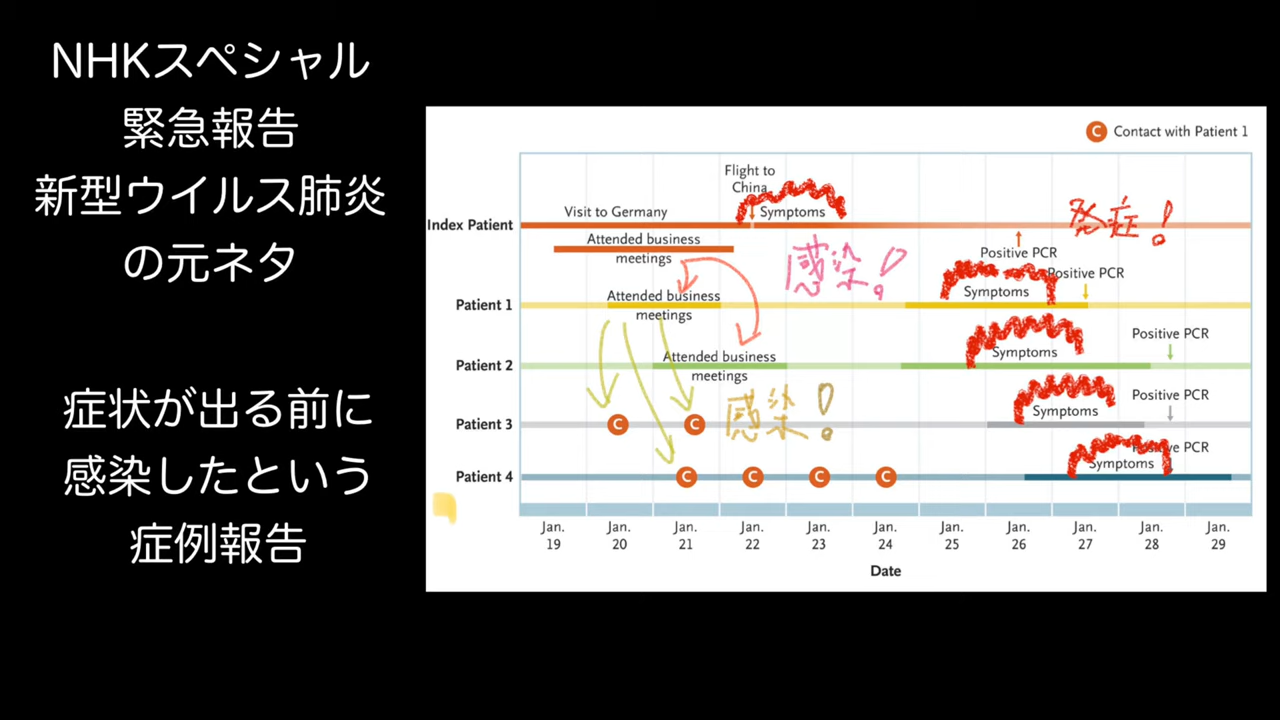 NHKスペシャル
緊急報告
新型ウイルス肺炎
の元ネタ
症状が出る前に
感染したという
症例報告
C Contact with Patient 1
Flight to
China
Visit to Germany
Symptoms
Index Patient
発症!
Attended business
meetings
Positive PCR
感染!
Positive PCR
Symptoms
Patient 1
Attended business
meetings
Positive PCR
Symptoms
Patient 2
Attended business
meetings
Positive PCR
Symptoms
Patient 3
C
C
感染!
Positive PCR
Symptoms
Patient 4
C
C
C
C
Jan. 19
Jan. 20
Jan. 21
Jan. 22
Jan. 23
Jan. 24
Jan. 25
Jan. 26
Jan. 27
Jan. 28
Jan. 29
Date